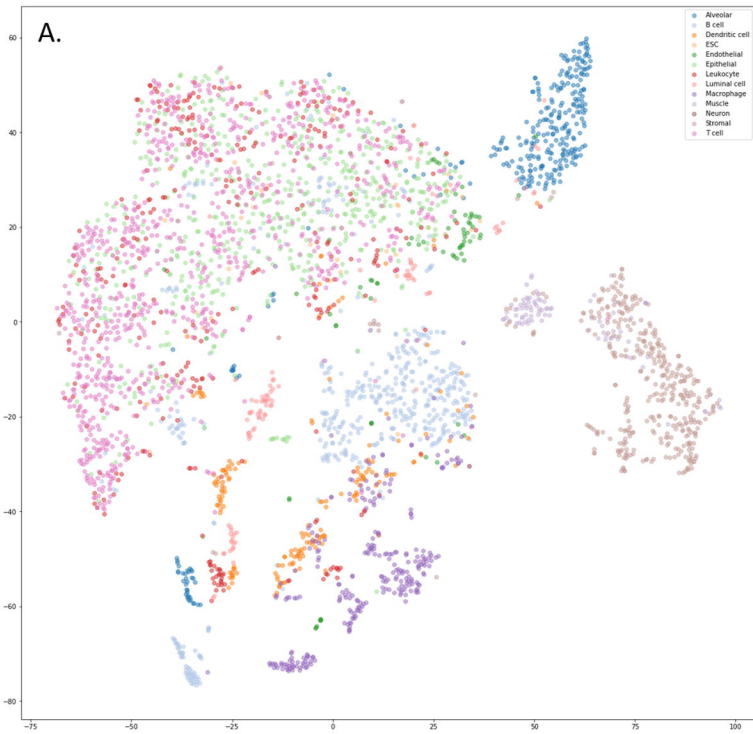 A.
Alveolar
B cell
Dendritic cell
ESC
Endothelial
Epithelial
Leukocyte
Luminal cell
Macrophage
Muscle
Neuron
Stromal
T cell
60
40
20
0
−20
−40
−60
−80
−75 −50 −25 0 25 50 75 100